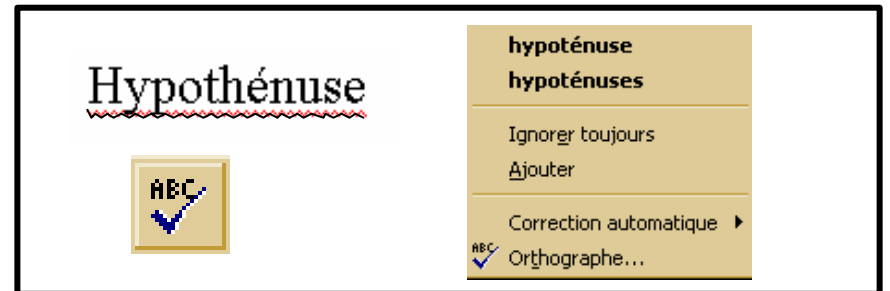 Hypothénuse
ABC
hypoténuse
hypoténuses
Ignorer toujours
Ajouter
Correction automatique
ABC Orthographe...